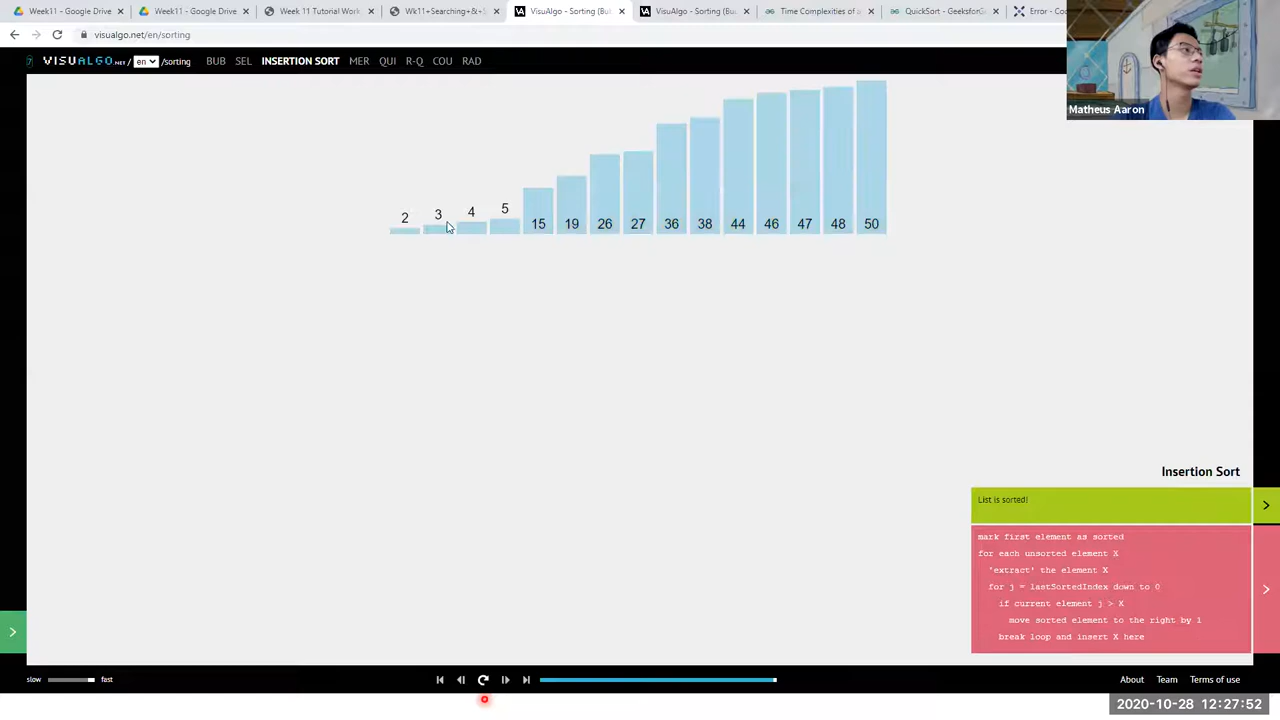 Week11 - Google Drive
Week11 - Google Drive
Week 11 Tutorial Work
Wk11+Searching+&+S
VisuAlgo - Sorting (Bub
VisuAlgo - Sorting (Bub
Time Complexities of a
QuickSort - GeeksforG
Error - Co
visualgo.net/en/sorting
VISUALGO.NET/ en /sorting BUB SEL INSERTION SORT MER QUI R-Q COU RAD
Matheus Aaron
2 3 4 5 15 19 26 27 36 38 44 46 47 48 50
Insertion Sort
List is sorted!
mark first element as sorted
for each unsorted element X
'extract' the element X
for j = lastSortedIndex down to 0
if current element j > X
move sorted element to the right by 1
break loop and insert X here
slow fast
About Team Terms of use
2020-10-28 12:27:52